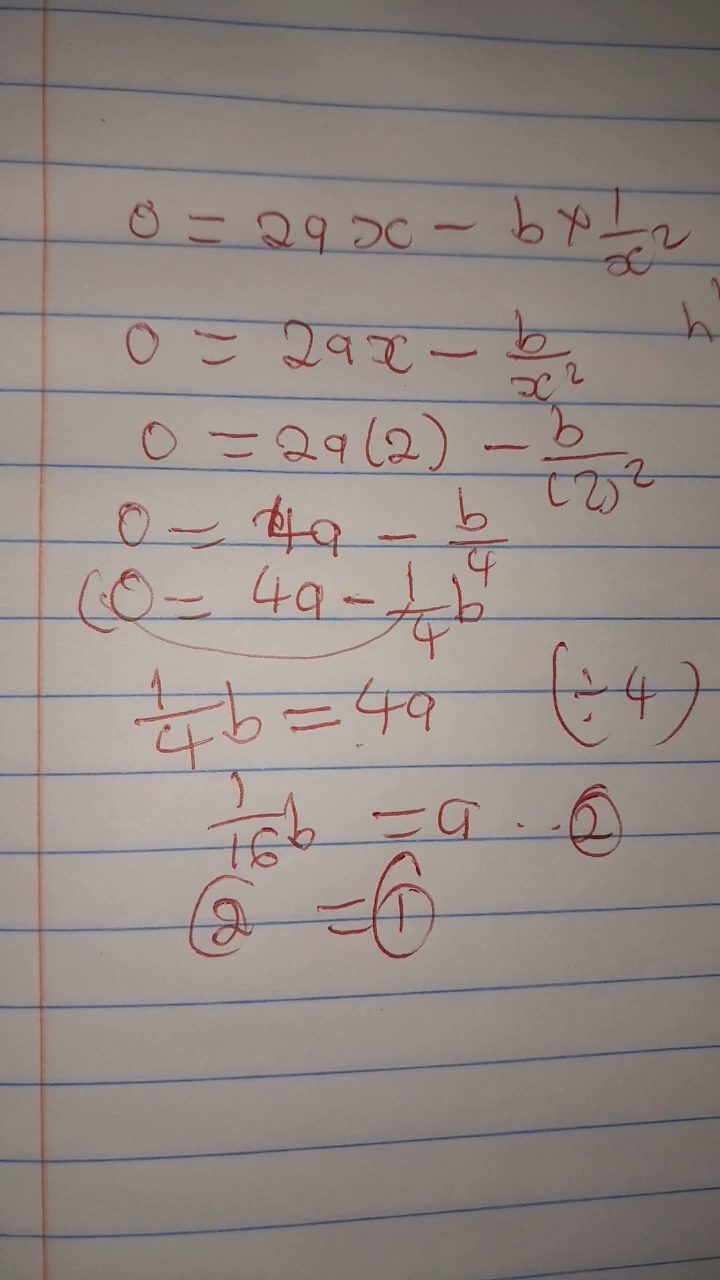 0 = 2ax - b × 1/x²
0 = 2ax - b/x²
0 = 2a(2) - b/(2)²
0 = 4a - b/4
(0 = 4a - 1/4 b
1/4 b = 4a (÷4)
1/16 b = a .. ②
② = ①